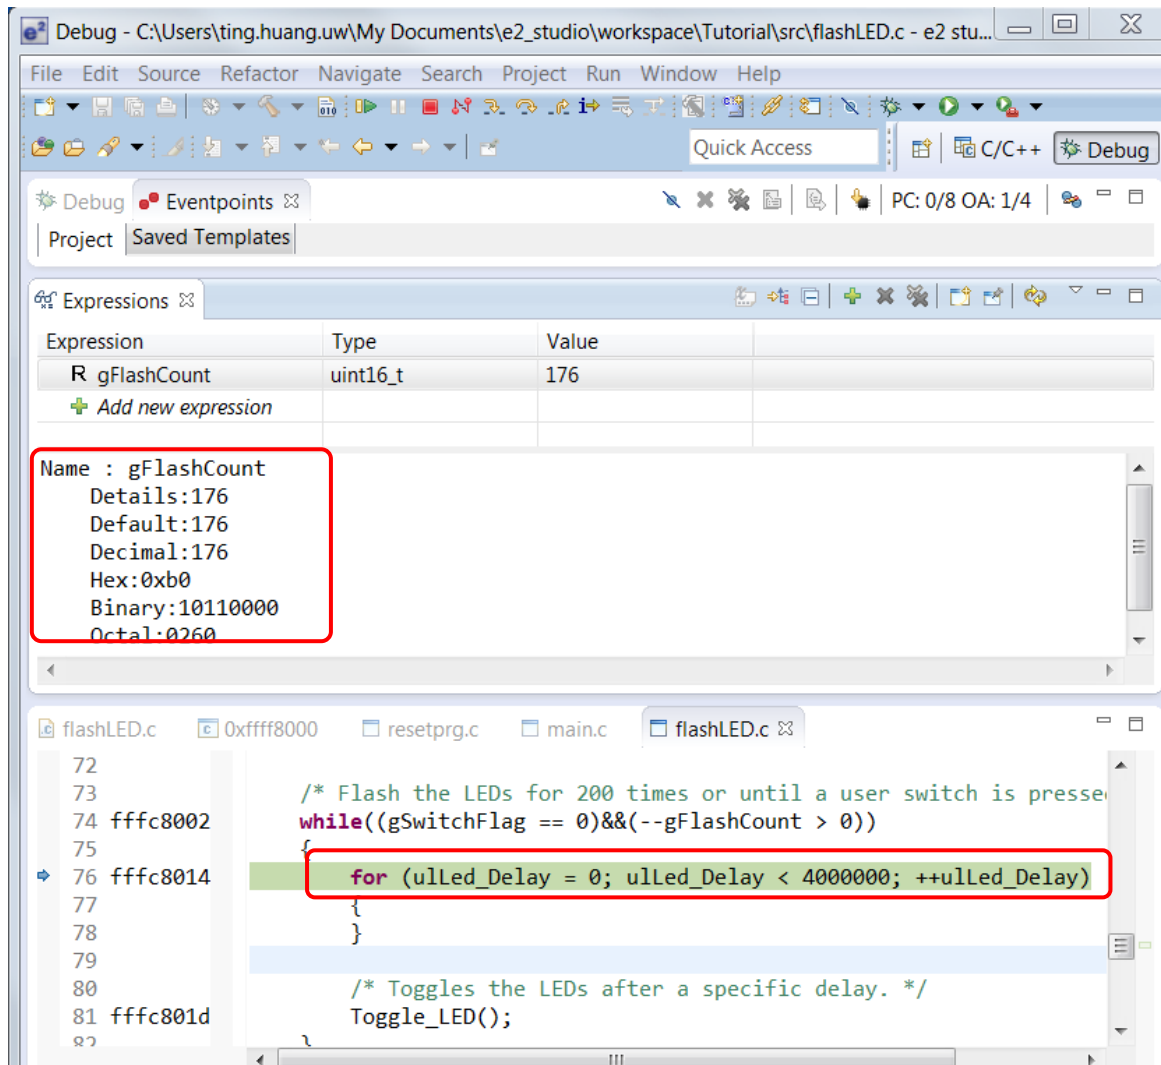 Debug - C:\Users\ting.huang.uw\My Documents\e2_studio\workspace\Tutorial\src\flashLED.c - e2 stu...
File Edit Source Refactor Navigate Search Project Run Window Help
Quick Access C/C++ Debug
Debug Eventpoints PC: 0/8 OA: 1/4
Project Saved Templates
Expressions
Expression Type Value
R gFlashCount uint16_t 176
Add new expression
Name : gFlashCount
Details:176
Default:176
Decimal:176
Hex:0xb0
Binary:10110000
Octal:0260
flashLED.c 0xffff8000 resetprg.c main.c flashLED.c
72
73 /* Flash the LEDs for 200 times or until a user switch is presse
74 fffc8002 while((gSwitchFlag == 0)&&(--gFlashCount > 0))
75 {
76 fffc8014 for (ulLed_Delay = 0; ulLed_Delay < 4000000; ++ulLed_Delay)
77 {
78 }
79
80 /* Toggles the LEDs after a specific delay. */
81 fffc801d Toggle_LED();
82 }